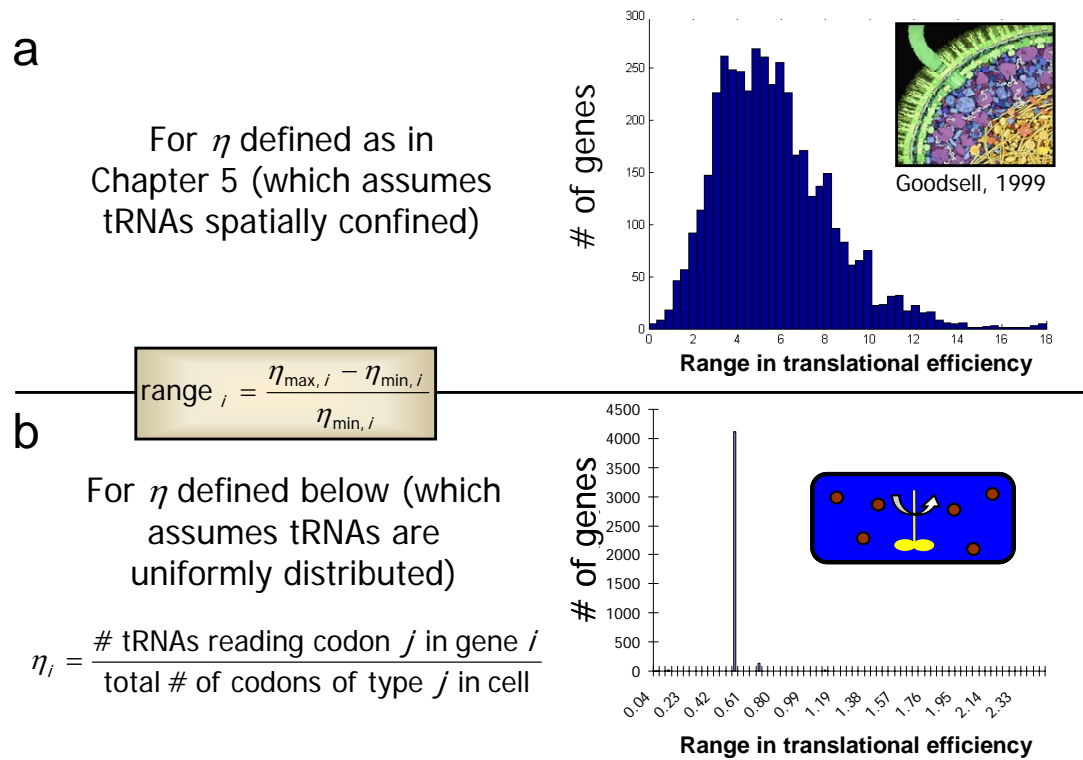 a
For η defined as in
Chapter 5 (which assumes
tRNAs spatially confined)
# of genes
300
250
200
150
100
50
0
0 2 4 6 8 10 12 14 16 18
Range in translational efficiency
Goodsell, 1999
range i = (ηmax, i − ηmin, i) / ηmin, i
b
For η defined below (which
assumes tRNAs are
uniformly distributed)
ηi = # tRNAs reading codon j in gene i / total # of codons of type j in cell
# of genes
4500
4000
3500
3000
2500
2000
1500
1000
500
0
0.04 0.23 0.42 0.61 0.80 0.99 1.19 1.38 1.57 1.76 1.95 2.14 2.33
Range in translational efficiency